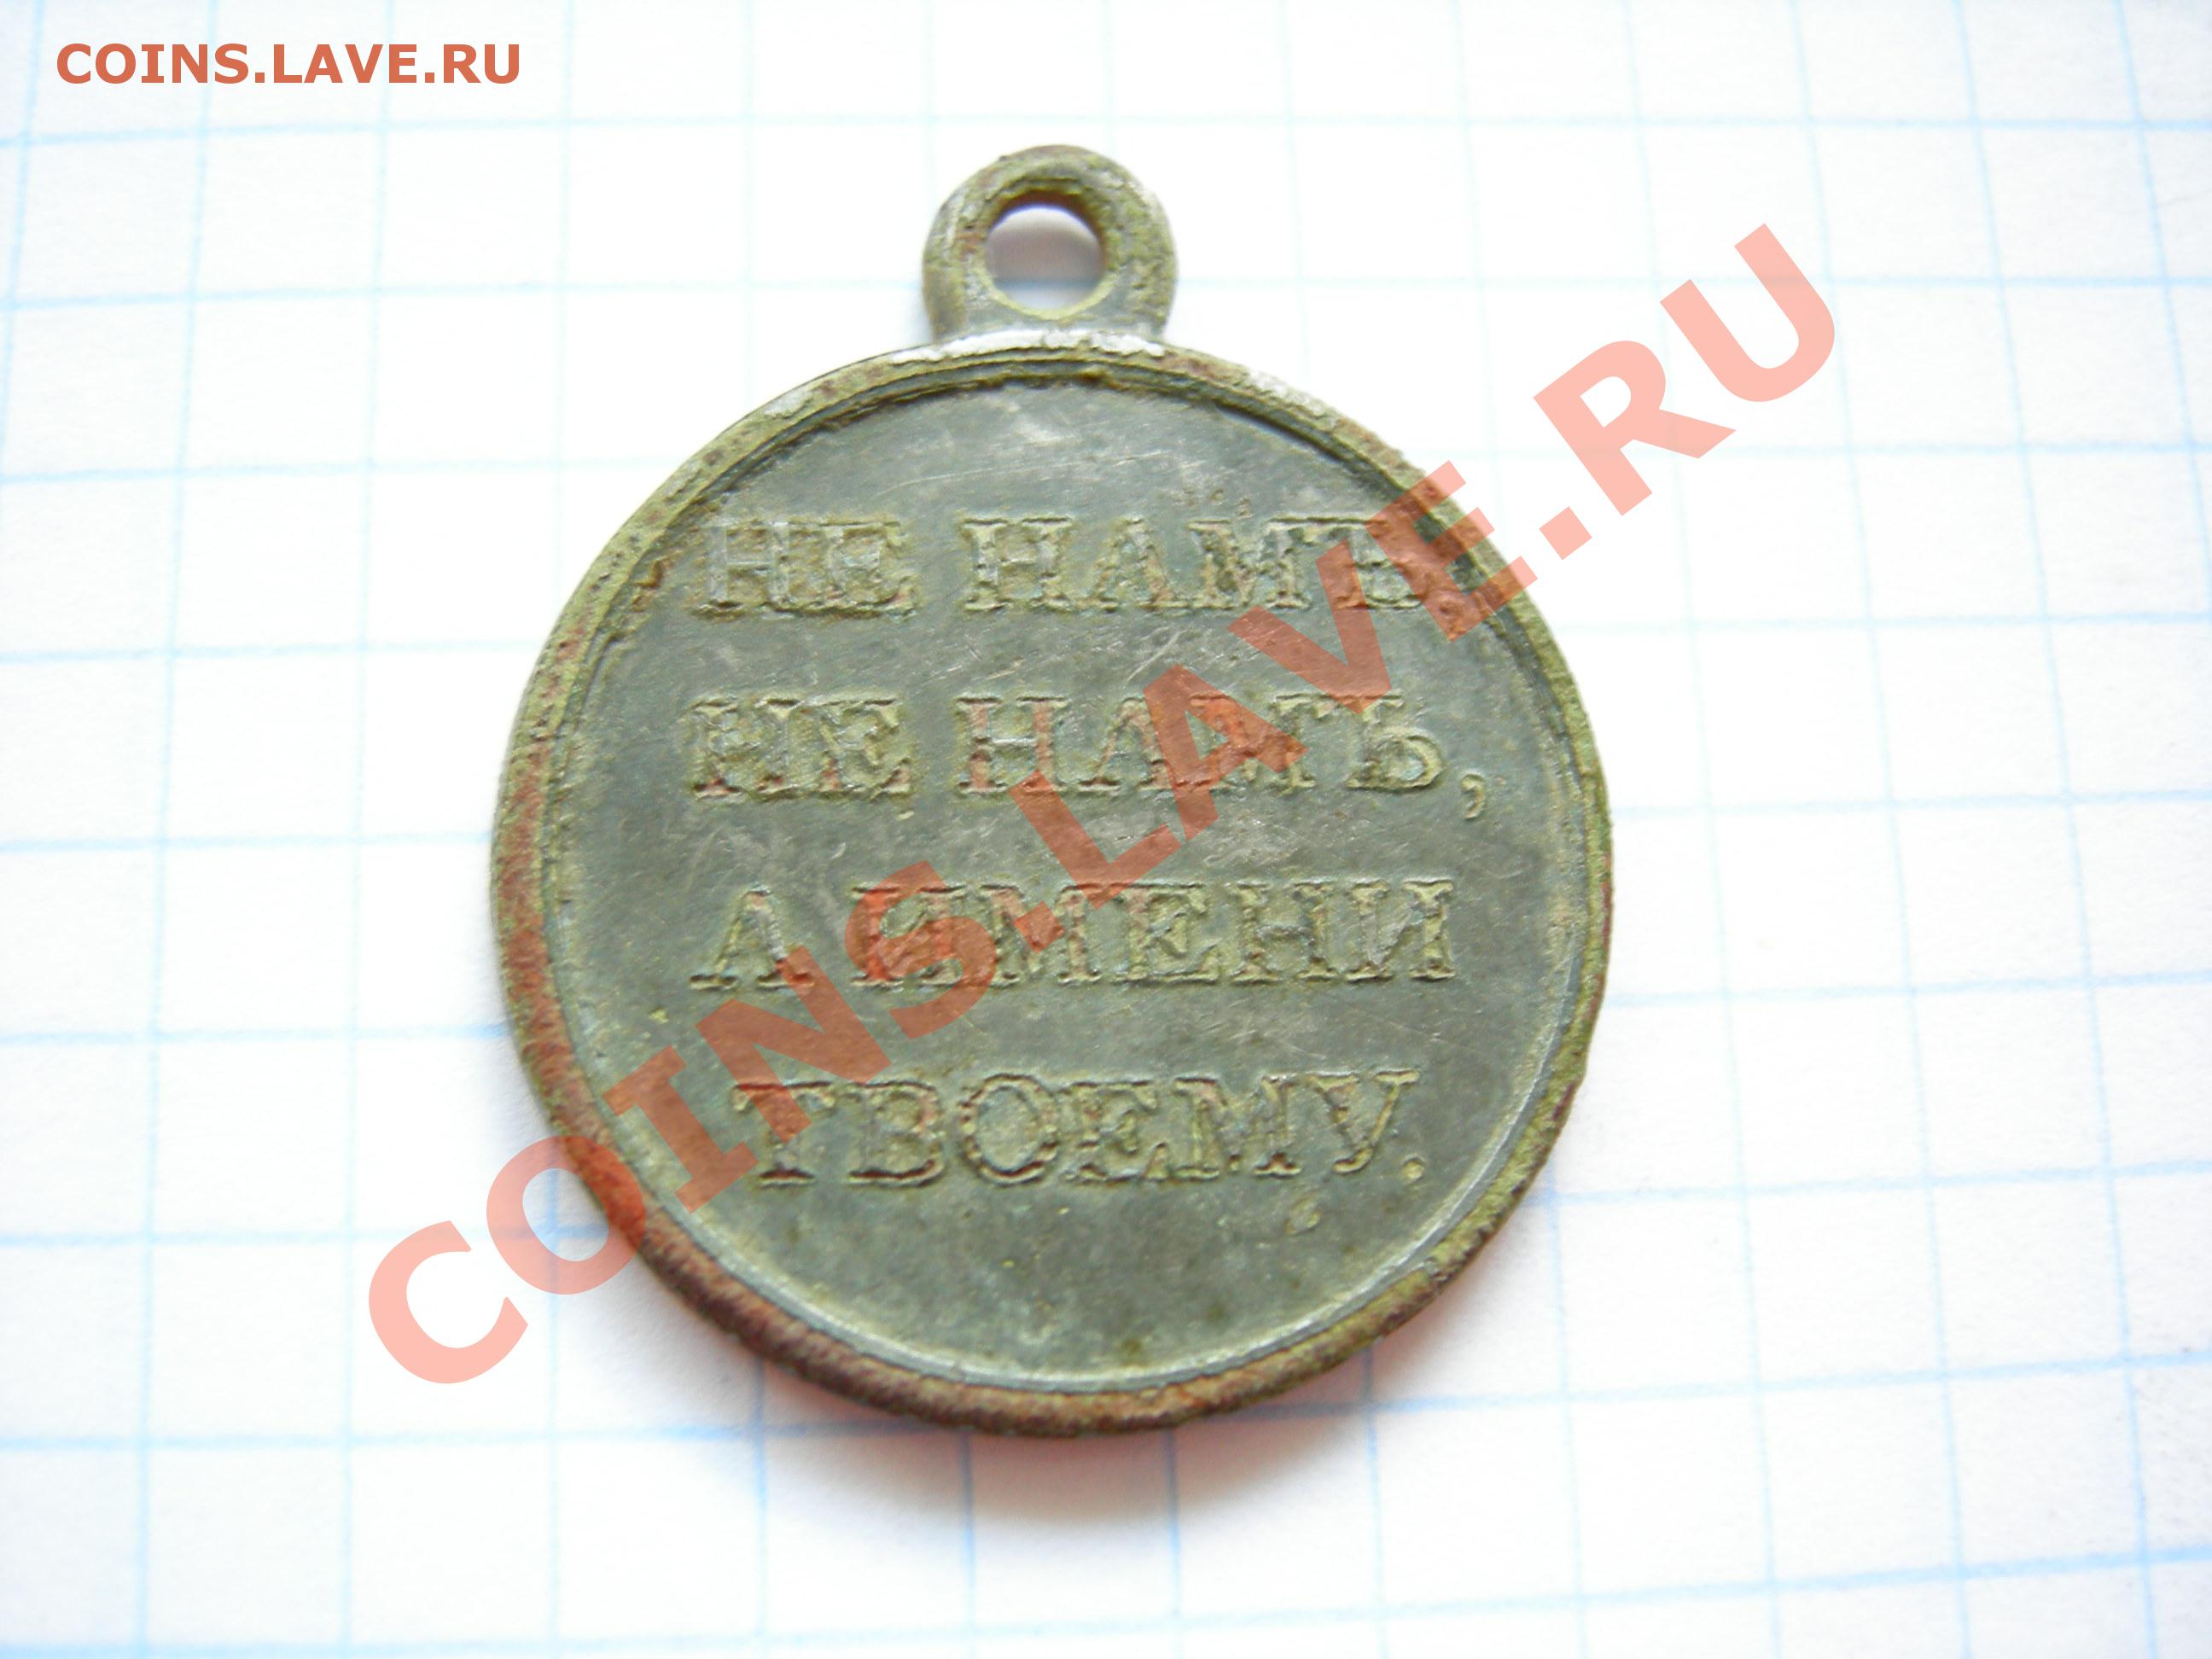 COINS.LAVE.RU
НЕ НАМЪ,
НЕ НАМЪ,
А ИМЕНИ
ТВОЕМУ.
COINS.LAVE.RU